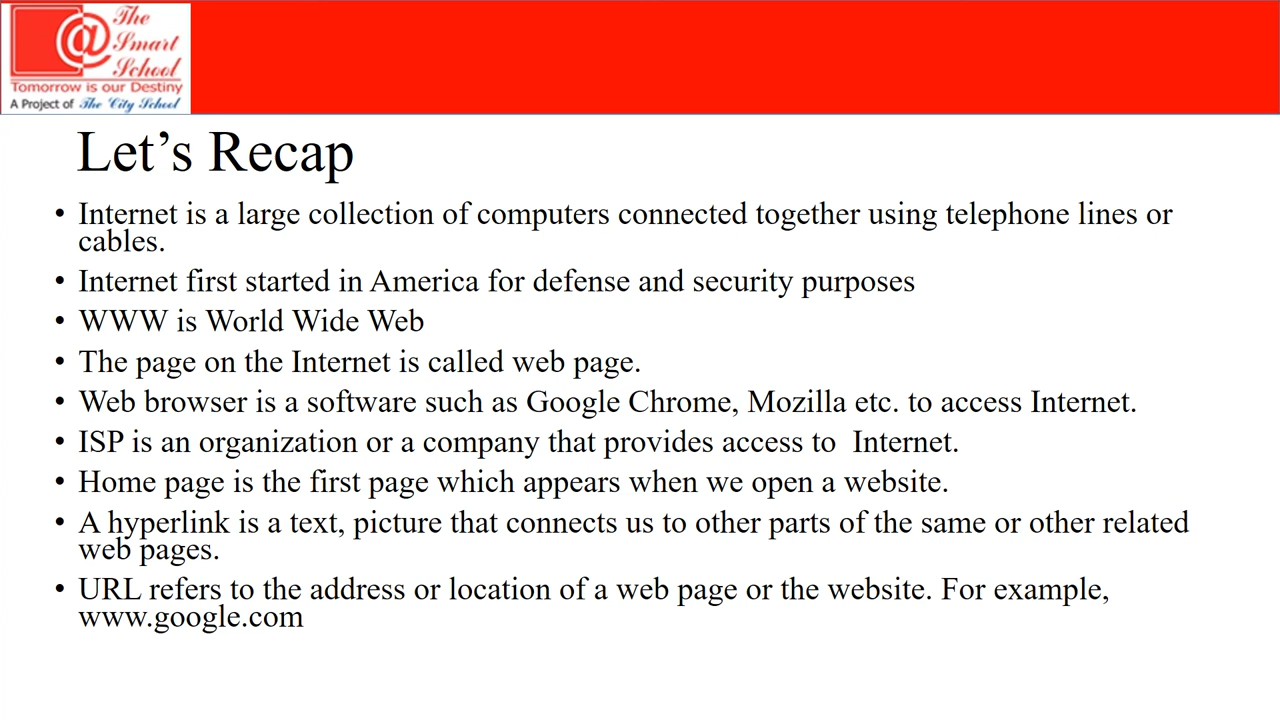 The
@ Smart
School
Tomorrow is our Destiny
A Project of The City School
Let’s Recap
• Internet is a large collection of computers connected together using telephone lines or
cables.
• Internet first started in America for defense and security purposes
• WWW is World Wide Web
• The page on the Internet is called web page.
• Web browser is a software such as Google Chrome, Mozilla etc. to access Internet.
• ISP is an organization or a company that provides access to  Internet.
• Home page is the first page which appears when we open a website.
• A hyperlink is a text, picture that connects us to other parts of the same or other related
web pages.
• URL refers to the address or location of a web page or the website. For example,
www.google.com